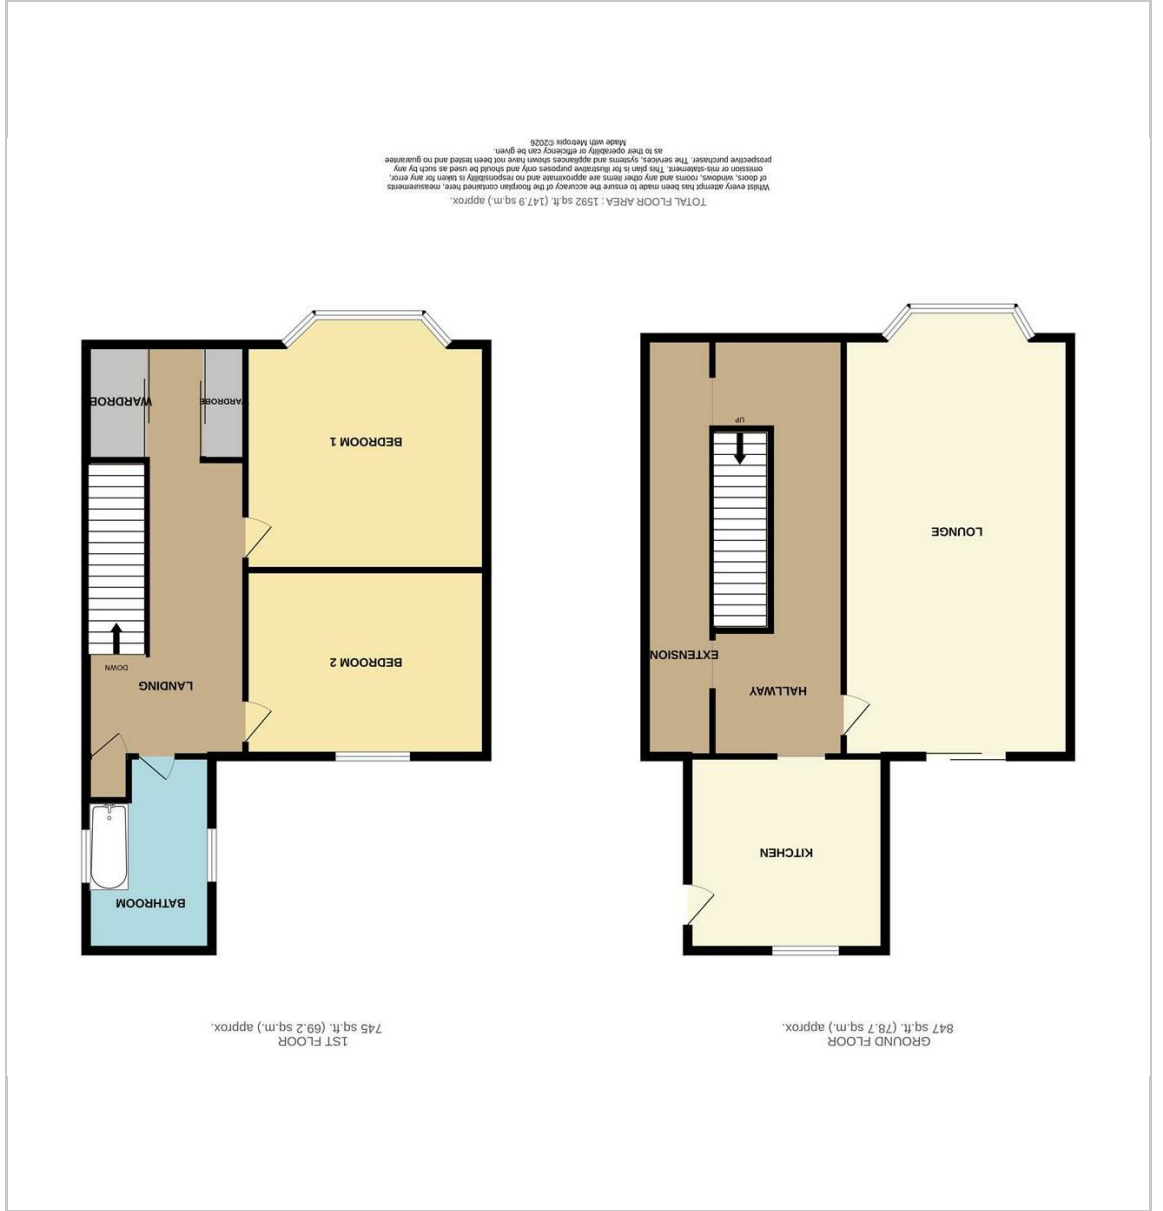 GROUND FLOOR
847 sq.ft. (78.7 sq.m.) approx.
KITCHEN
HALLWAY
EXTENSION
LOUNGE
UP
1ST FLOOR
745 sq.ft. (69.2 sq.m.) approx.
BATHROOM
LANDING
DOWN
BEDROOM 2
BEDROOM 1
WARDROBE
WARDROBE
TOTAL FLOOR AREA : 1592 sq.ft. (147.9 sq.m.) approx.
Whilst every attempt has been made to ensure the accuracy of the floorplan contained here, measurements
of doors, windows, rooms and any other items are approximate and no responsibility is taken for any error,
omission or mis-statement. This plan is for illustrative purposes only and should be used as such by any
prospective purchaser. The services, systems and appliances shown have not been tested and no guarantee
as to their operability or efficiency can be given.
Made with Metropix ©2026